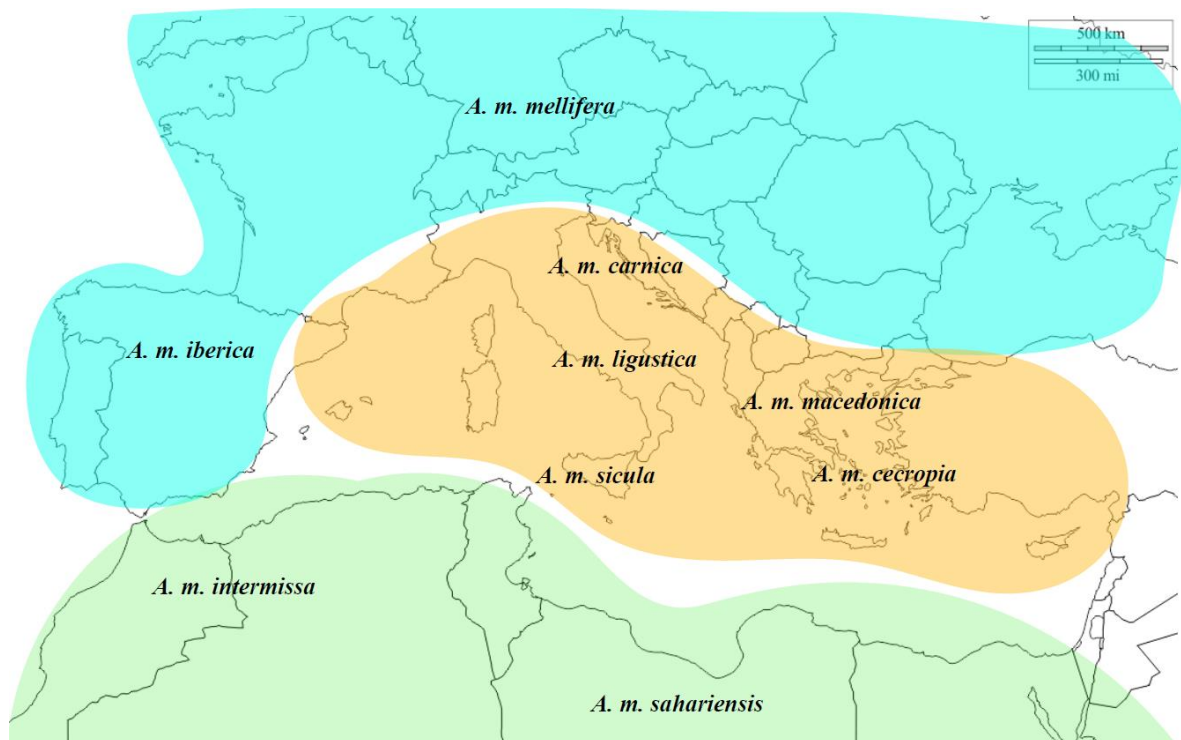 500 km
300 mi
A. m. mellifera
A. m. carnica
A. m. iberica
A. m. ligustica
A. m. macedonica
A. m. sicula
A. m. cecropia
A. m. intermissa
A. m. sahariensis